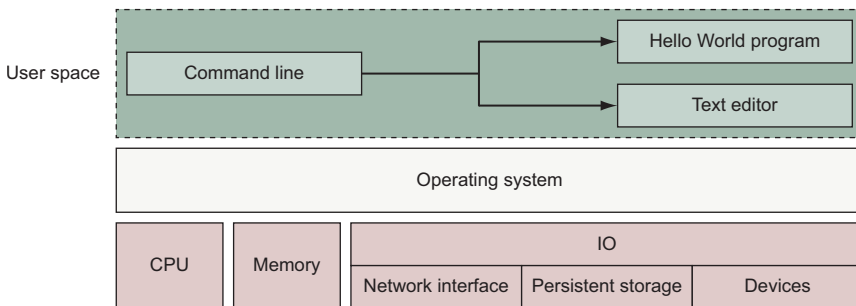 Hello World program
User space
Command line
Text editor
Operating system
CPU
Memory
IO
Network interface
Persistent storage
Devices